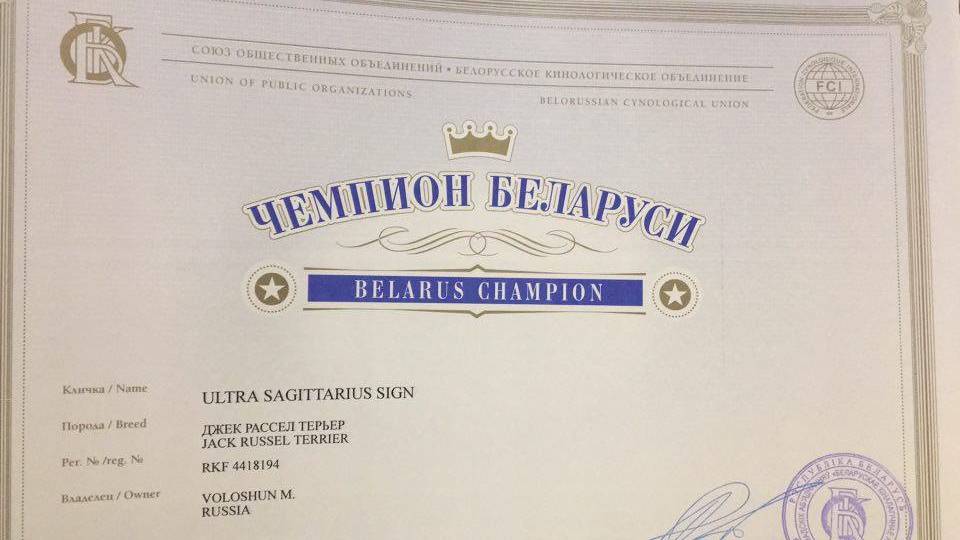 СОЮЗ ОБЩЕСТВЕННЫХ ОБЪЕДИНЕНИЙ • БЕЛОРУССКОЕ КИНОЛОГИЧЕСКОЕ ОБЪЕДИНЕНИЕ
UNION OF PUBLIC ORGANIZATIONS
BELORUSSIAN CYNOLOGICAL UNION
FCI
ЧЕМПИОН БЕЛАРУСИ
BELARUS CHAMPION
Кличка / Name
ULTRA SAGITTARIUS SIGN
Порода / Breed
ДЖЕК РАССЕЛ ТЕРЬЕР
JACK RUSSEL TERRIER
Рег. № /reg. №
RKF 4418194
Владелец / Owner
VOLOSHUN M.
RUSSIA
РЭСПУБЛІКА БЕЛАРУСЬ